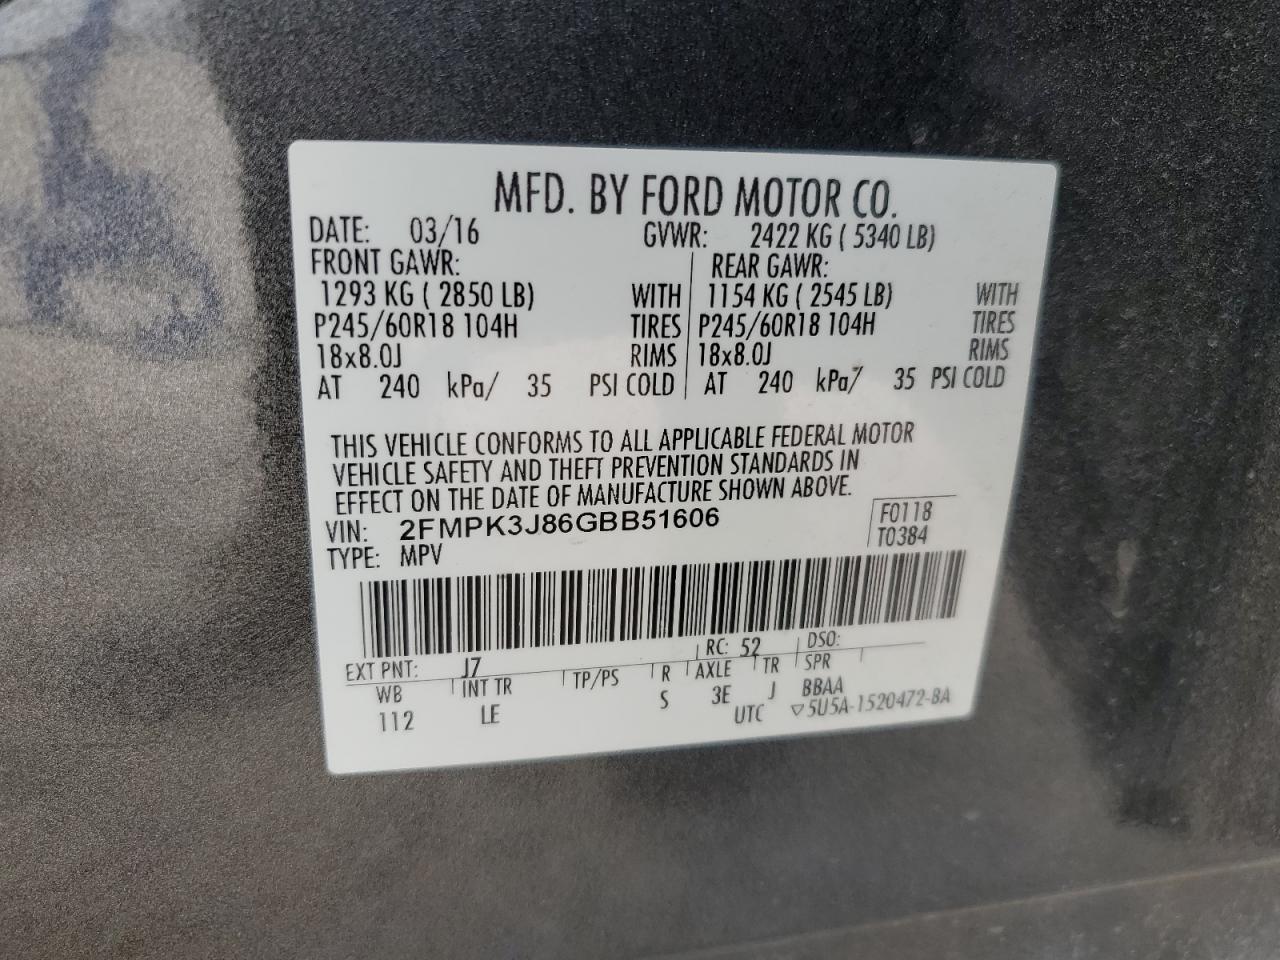 MFD. BY FORD MOTOR CO.
DATE: 03/16 GVWR: 2422 KG ( 5340 LB)
FRONT GAWR: REAR GAWR:
1293 KG ( 2850 LB) WITH 1154 KG ( 2545 LB) WITH
P245/60R18 104H TIRES P245/60R18 104H TIRES
18x8.0J RIMS 18x8.0J RIMS
AT 240 kPa/ 35 PSI COLD AT 240 kPa/ 35 PSI COLD
THIS VEHICLE CONFORMS TO ALL APPLICABLE FEDERAL MOTOR
VEHICLE SAFETY AND THEFT PREVENTION STANDARDS IN
EFFECT ON THE DATE OF MANUFACTURE SHOWN ABOVE.
VIN: 2FMPK3J86GBB51606 F0118
TYPE: MPV T0384
EXT PNT: J7 RC: 52 DSO:
WB INT TR TP/PS R AXLE TR SPR
112 LE S 3E J BBAA
UTC ▽5U5A-1520472-BA